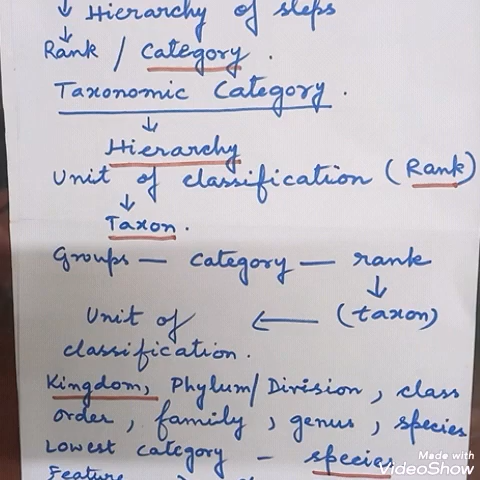 ↓ Hierarchy of steps
↓
Rank / Category .
Taxonomic Category .
↓
Hierarchy
Unit of classification (Rank)
↓
Taxon .
Groups — category — rank
↓
Unit of ← (taxon)
classification .
Kingdom, Phylum/Division, class
order, family, genus, species
Lowest category – species
Feature
Made with
VideoShow